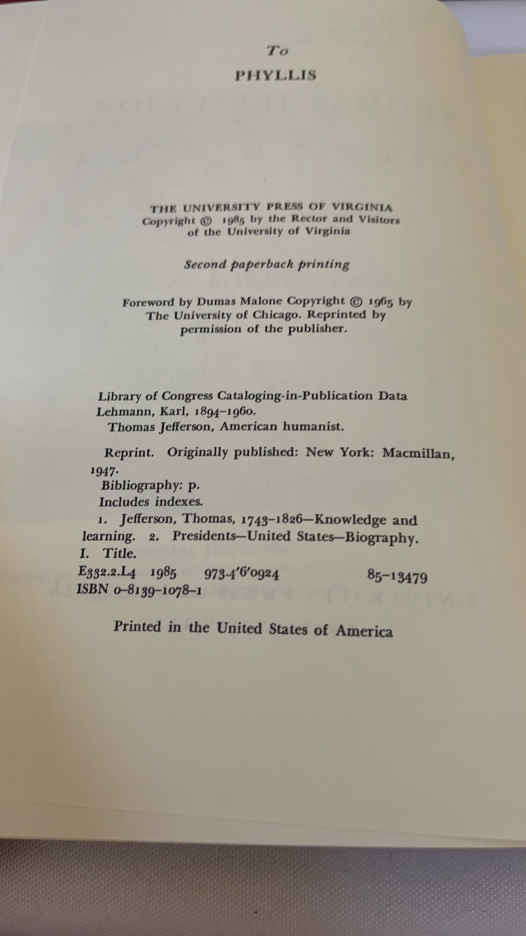 To
PHYLLIS
THE UNIVERSITY PRESS OF VIRGINIA
Copyright © 1985 by the Rector and Visitors
of the University of Virginia
Second paperback printing
Foreword by Dumas Malone Copyright © 1965 by
The University of Chicago. Reprinted by
permission of the publisher.
Library of Congress Cataloging-in-Publication Data
Lehmann, Karl, 1894–1960.
Thomas Jefferson, American humanist.
Reprint. Originally published: New York: Macmillan,
1947.
Bibliography: p.
Includes indexes.
1. Jefferson, Thomas, 1743–1826—Knowledge and
learning. 2. Presidents—United States—Biography.
I. Title.
E332.2.L4 1985 973.4'6'0924 85–13479
ISBN 0–8139–1078–1
Printed in the United States of America